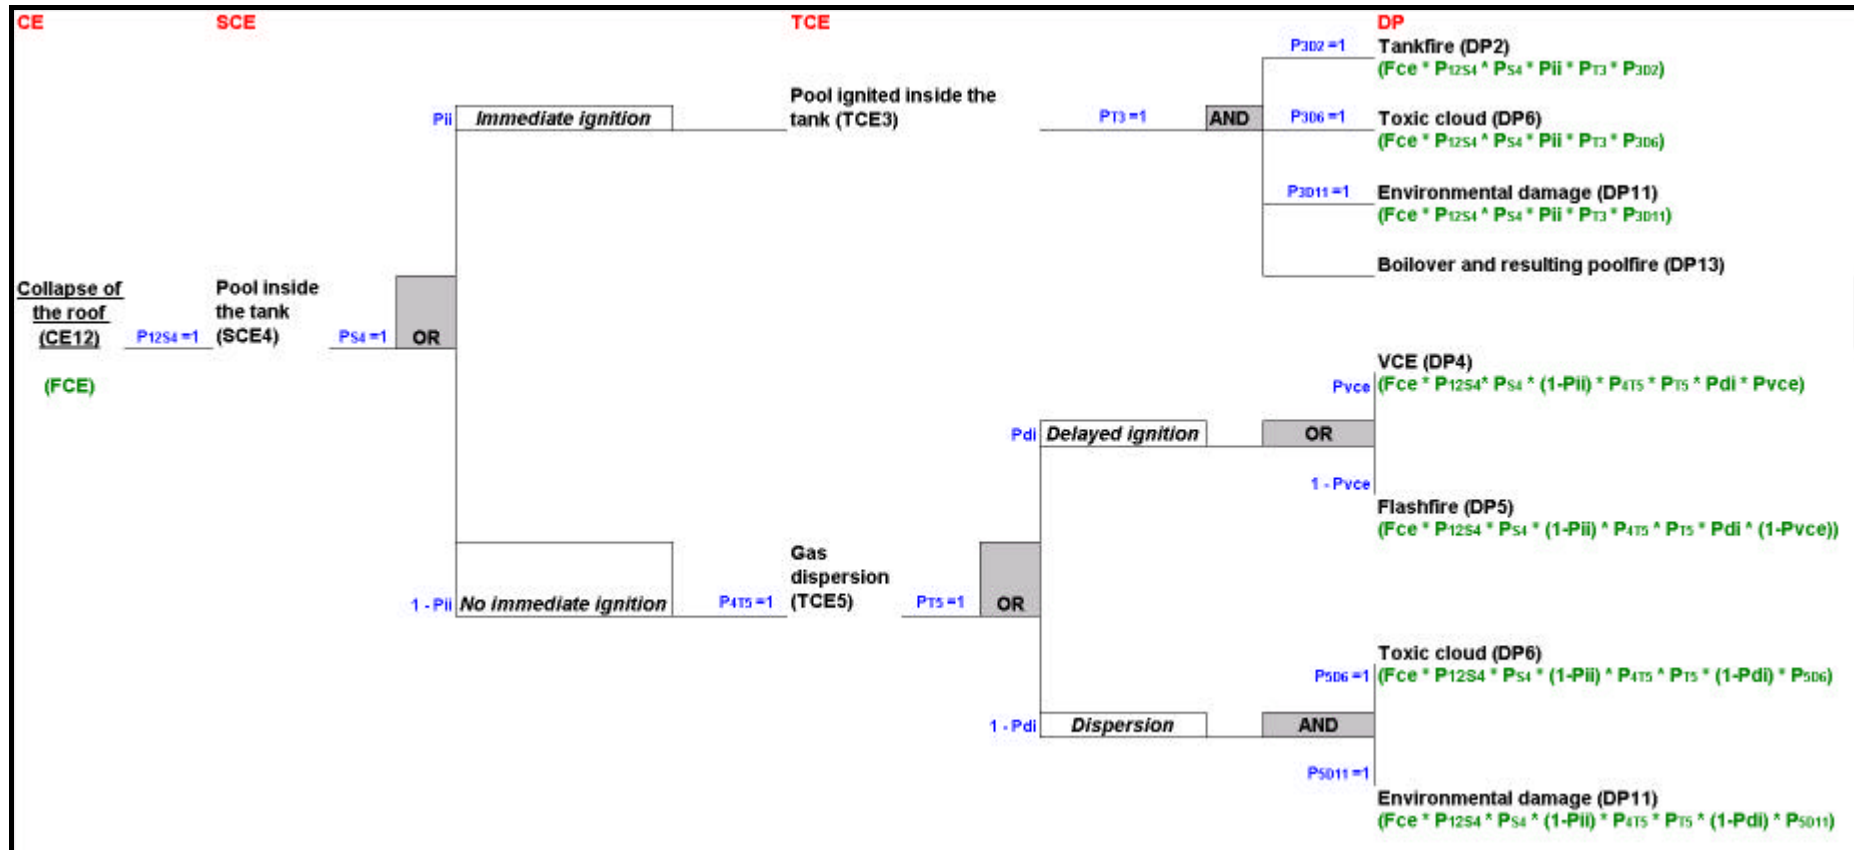 CE SCE TCE DP
P3D2 =1 Tankfire (DP2)
(Fce * P12S4 * PS4 * Pii * PT3 * P3D2)
Pii Immediate ignition
Pool ignited inside the
tank (TCE3)
PT3 =1 AND
P3D6 =1 Toxic cloud (DP6)
(Fce * P12S4 * PS4 * Pii * PT3 * P3D6)
P3D11 =1 Environmental damage (DP11)
(Fce * P12S4 * PS4 * Pii * PT3 * P3D11)
Boilover and resulting poolfire (DP13)
Collapse of
the roof
(CE12)
(FCE)
P12S4 =1
Pool inside
the tank
(SCE4)
PS4 =1 OR
VCE (DP4)
Pvce (Fce * P12S4* PS4 * (1-Pii) * P4T5 * PT5 * Pdi * Pvce)
Pdi Delayed ignition OR
1 - Pvce
Flashfire (DP5)
(Fce * P12S4 * PS4 * (1-Pii) * P4T5 * PT5 * Pdi * (1-Pvce))
1 - Pii No immediate ignition P4T5 =1
Gas
dispersion
(TCE5)
PT5 =1 OR
Toxic cloud (DP6)
P5D6 =1 (Fce * P12S4 * PS4 * (1-Pii) * P4T5 * PT5 * (1-Pdi) * P5D6)
1 - Pdi Dispersion AND
P5D11 =1
Environmental damage (DP11)
(Fce * P12S4 * PS4 * (1-Pii) * P4T5 * PT5 * (1-Pdi) * P5D11)